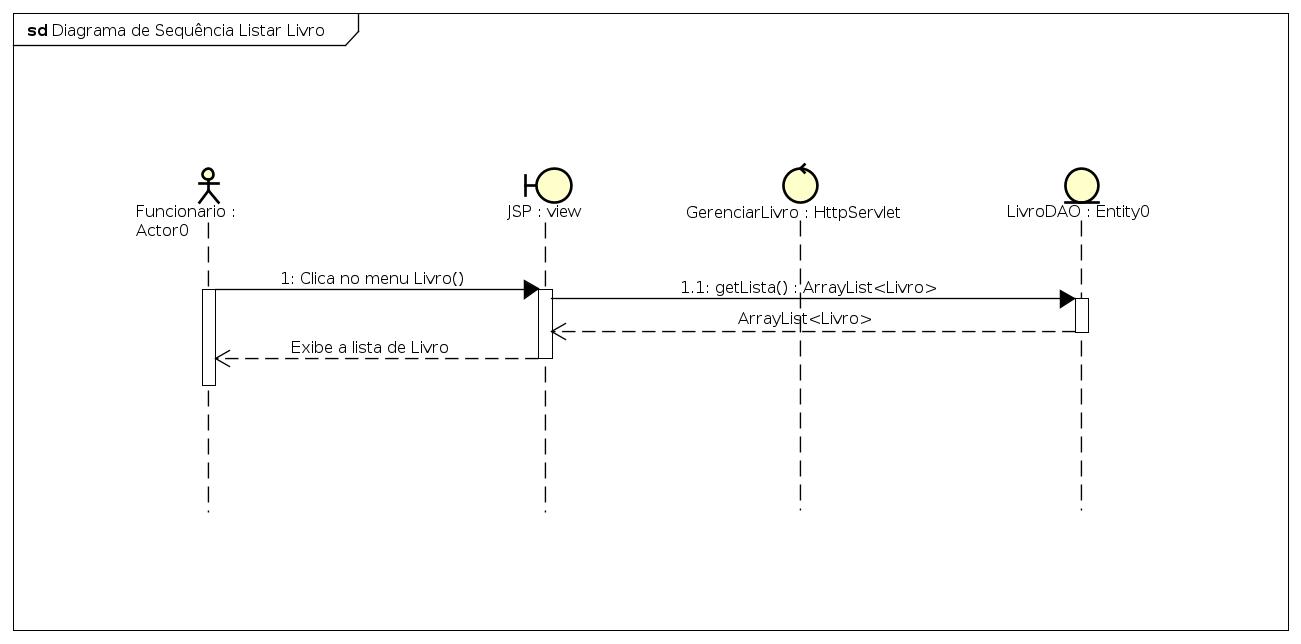 sd Diagrama de Sequência Listar Livro
Funcionario :
Actor0
JSP : view
GerenciarLivro : HttpServlet
LivroDAO : Entity0
1: Clica no menu Livro()
1.1: getLista() : ArrayList<Livro>
ArrayList<Livro>
Exibe a lista de Livro